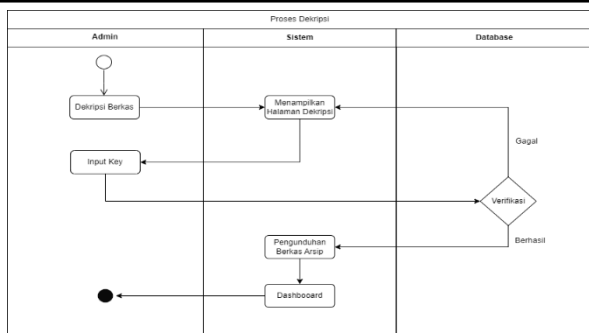 Proses Dekripsi
Admin
Sistem
Database
Dekripsi Berkas
Menampilkan
Halaman Dekripsi
Gagal
Input Key
Verifikasi
Pengunduhan
Berkas Arsip
Berhasil
Dashbooard